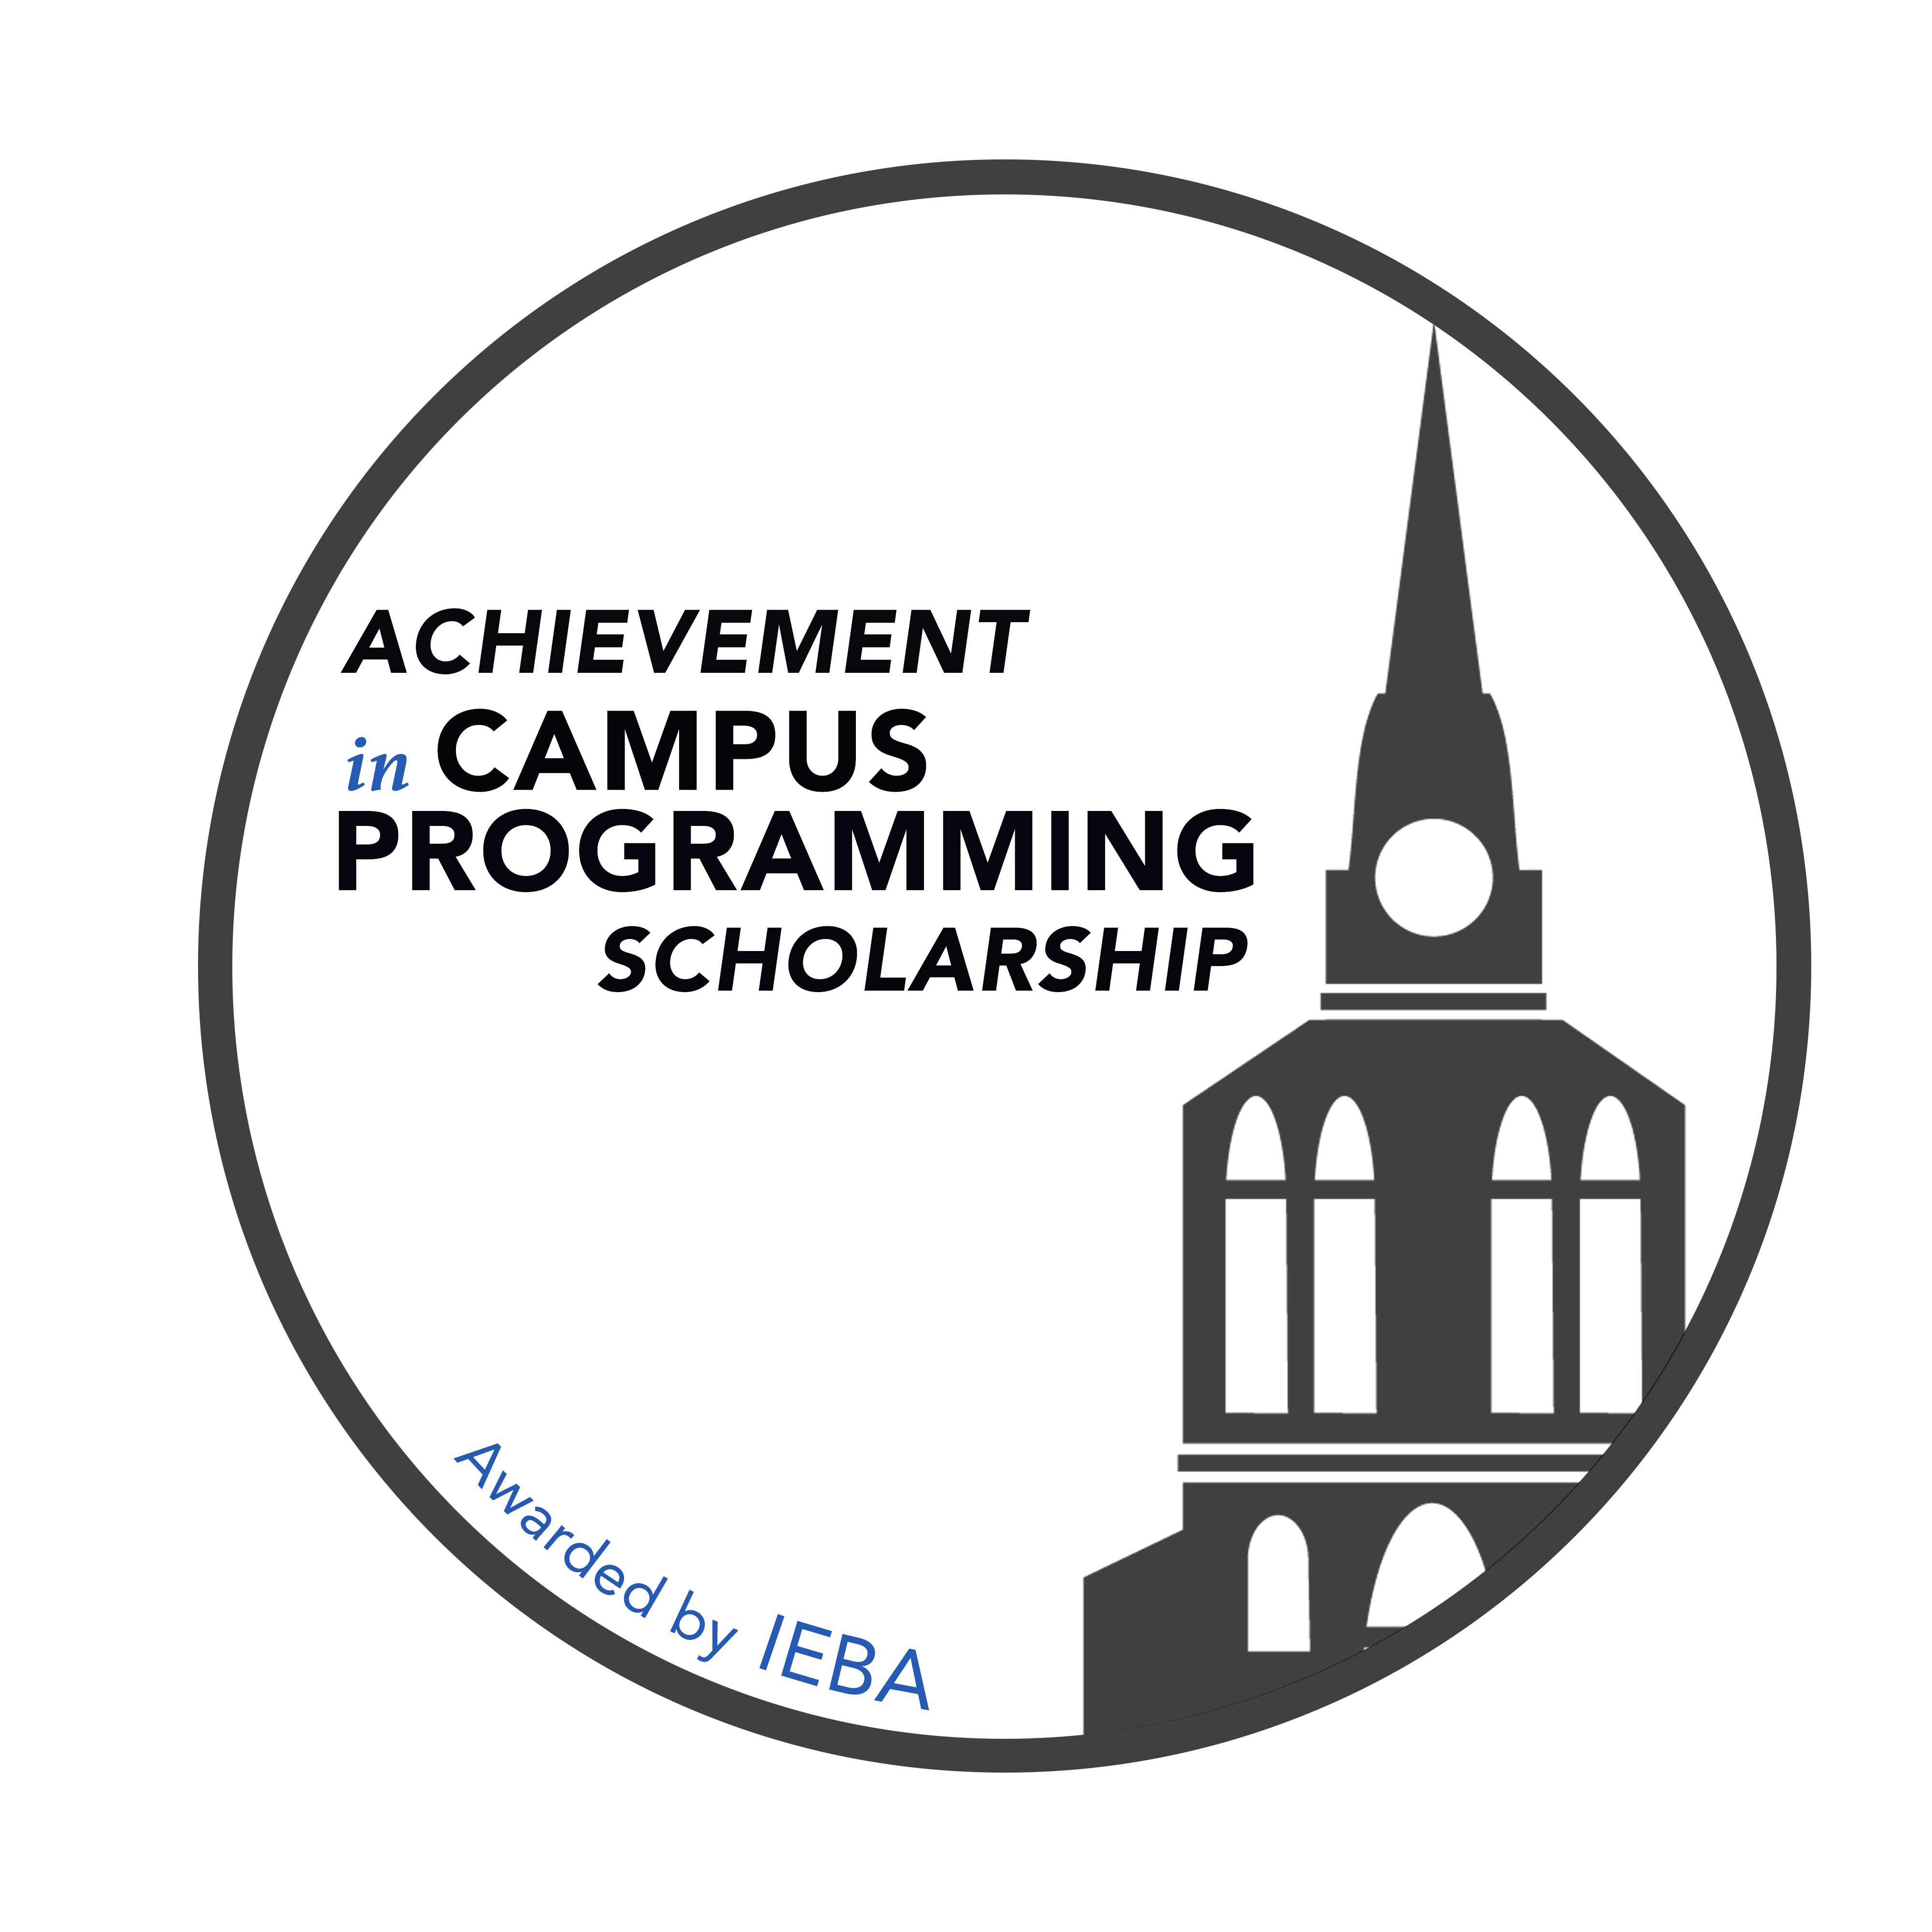 ACHIEVEMENT
in CAMPUS
PROGRAMMING
SCHOLARSHIP
Awarded by IEBA